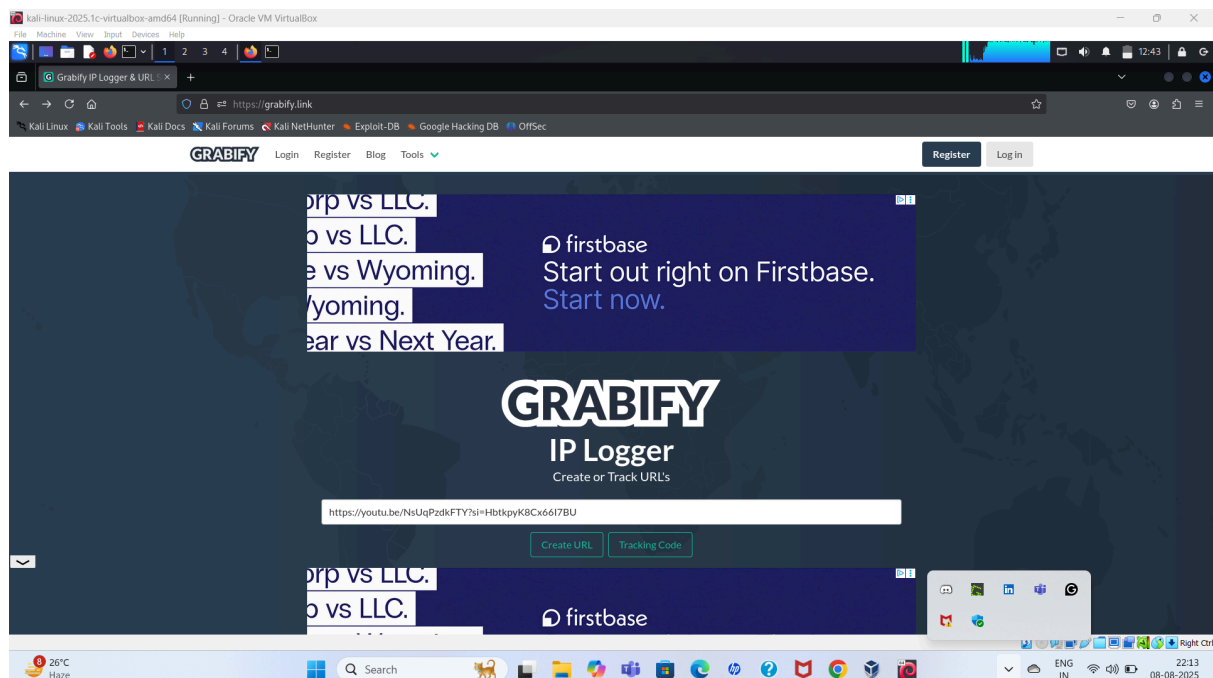 kali-linux-2025.1c-virtualbox-amd64 [Running] - Oracle VM VirtualBox
File Machine View Input Devices Help
1 2 3 4 12:43
Grabify IP Logger & URL S
https://grabify.link
Kali Linux Kali Tools Kali Docs Kali Forums Kali NetHunter Exploit-DB Google Hacking DB OffSec
GRABIFY Login Register Blog Tools Register Log in
orp vs LLC.
p vs LLC.
e vs Wyoming.
Wyoming.
ear vs Next Year.
firstbase
Start out right on Firstbase.
Start now.
GRABIFY
IP Logger
Create or Track URL's
https://youtu.be/NsUqPzdkFTY?si=HbtkpyK8Cx66I7BU
Create URL Tracking Code
orp vs LLC.
p vs LLC.
firstbase
Right Ctrl
8 26°C
Haze
Search
ENG
IN
22:13
08-08-2025